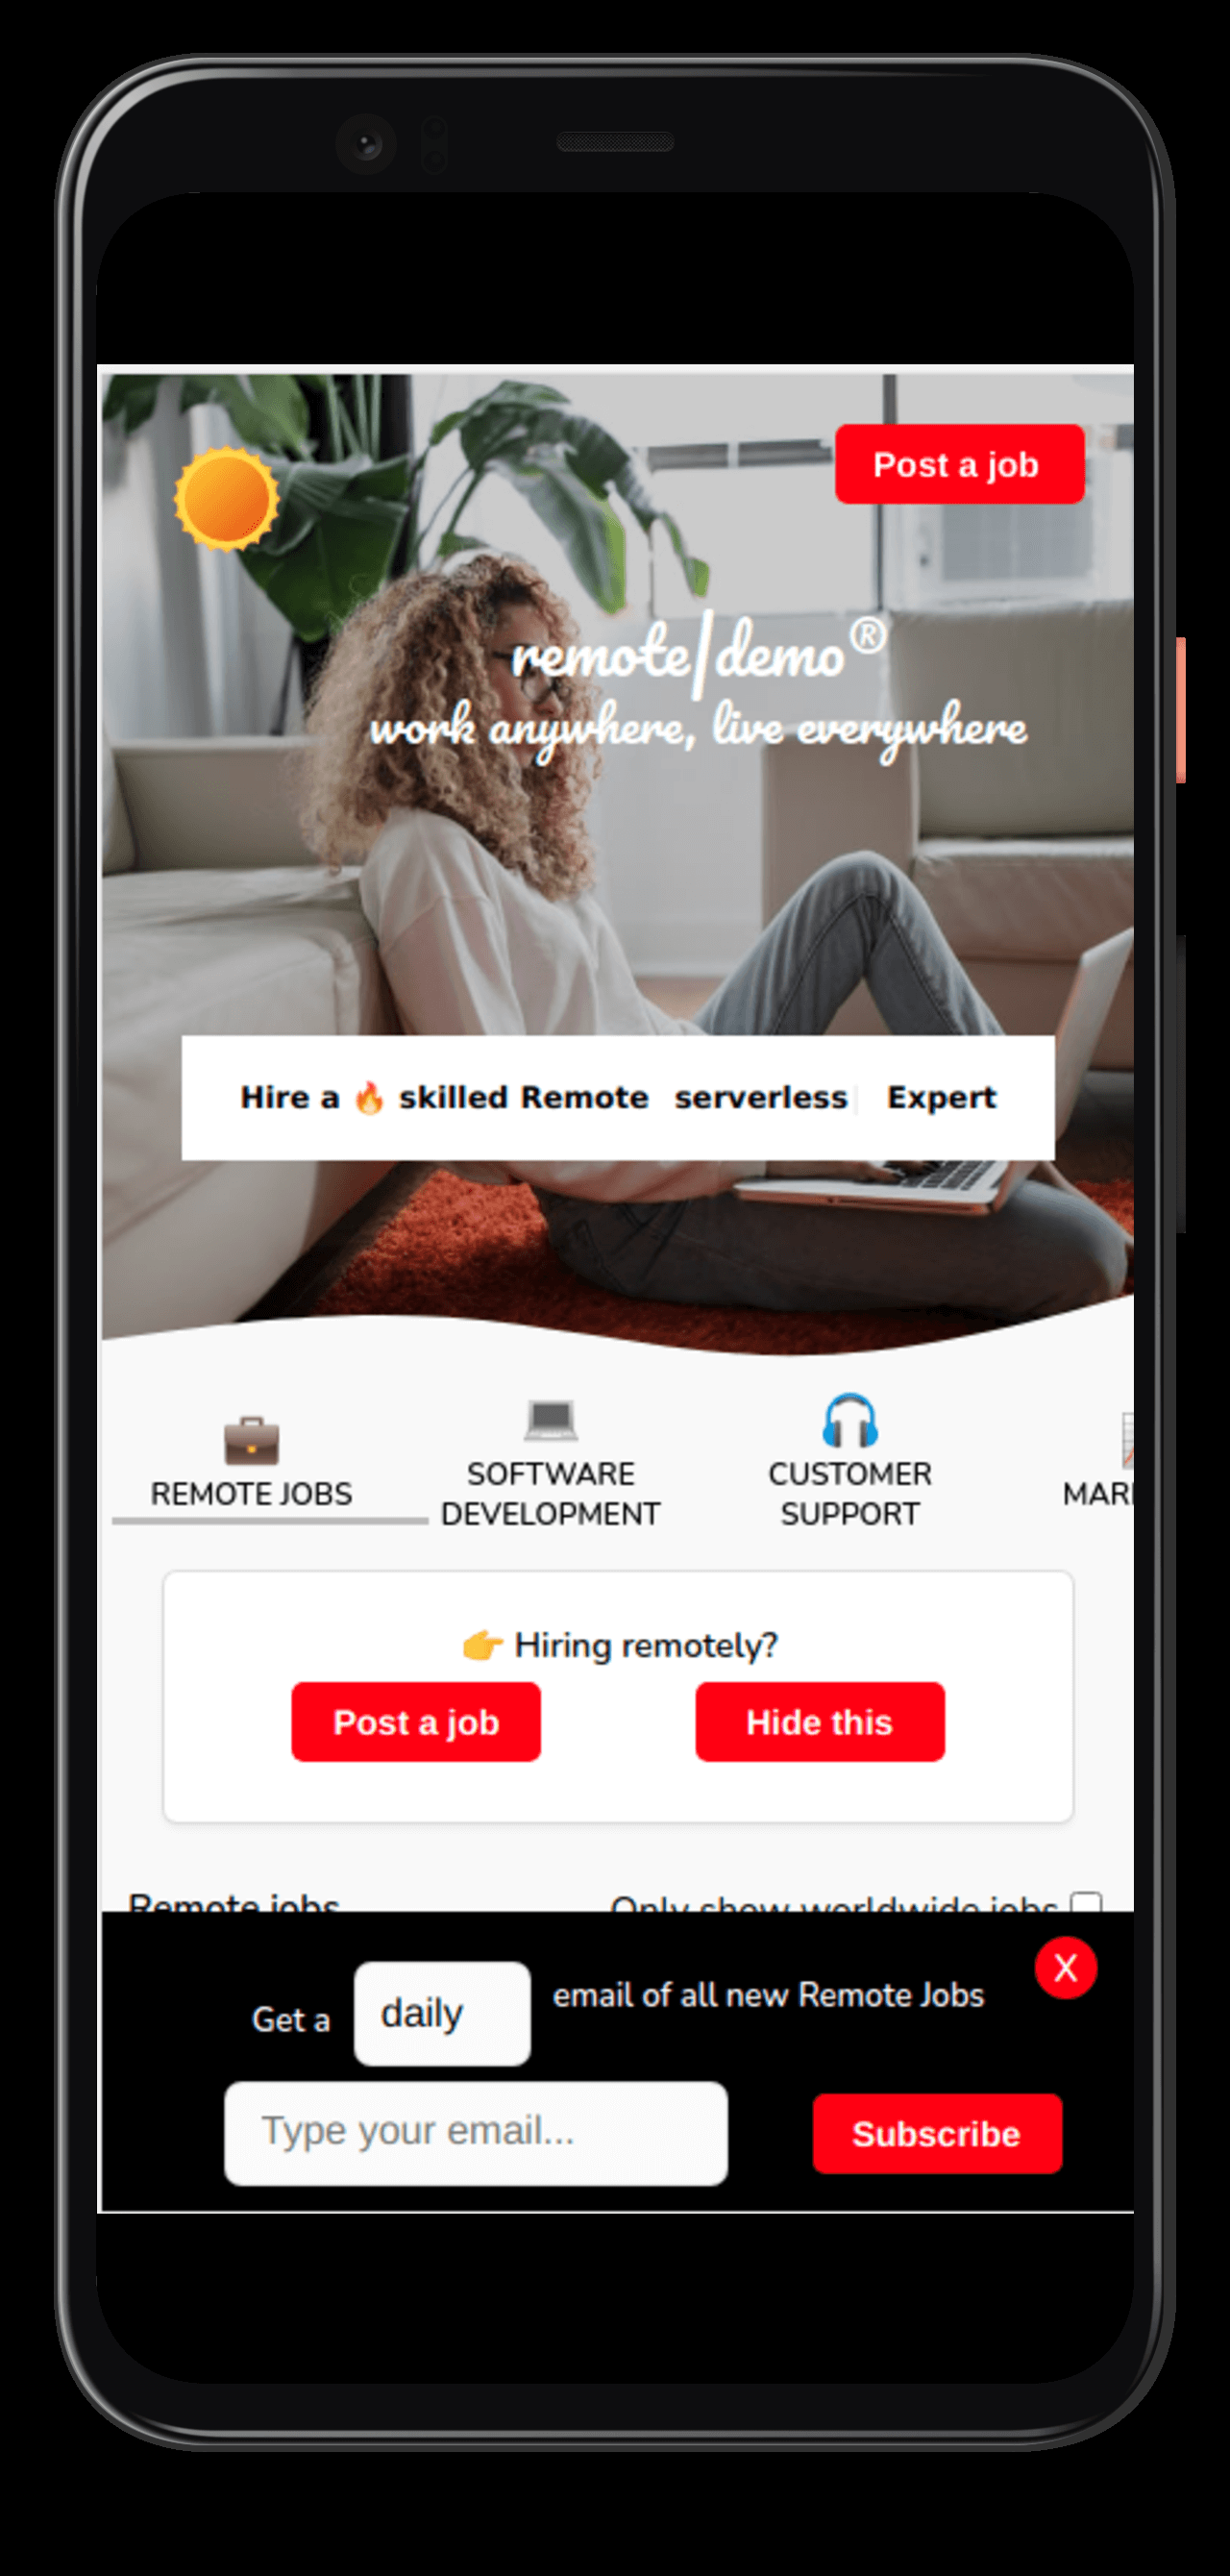 Post a job
remote/demo®
work anywhere, live everywhere
Hire a 🔥 skilled Remote serverless Expert
REMOTE JOBS
SOFTWARE
DEVELOPMENT
CUSTOMER
SUPPORT
MAR
👉 Hiring remotely?
Post a job
Hide this
Remote jobs
Only show worldwide jobs
X
Get a daily email of all new Remote Jobs
Type your email...
Subscribe